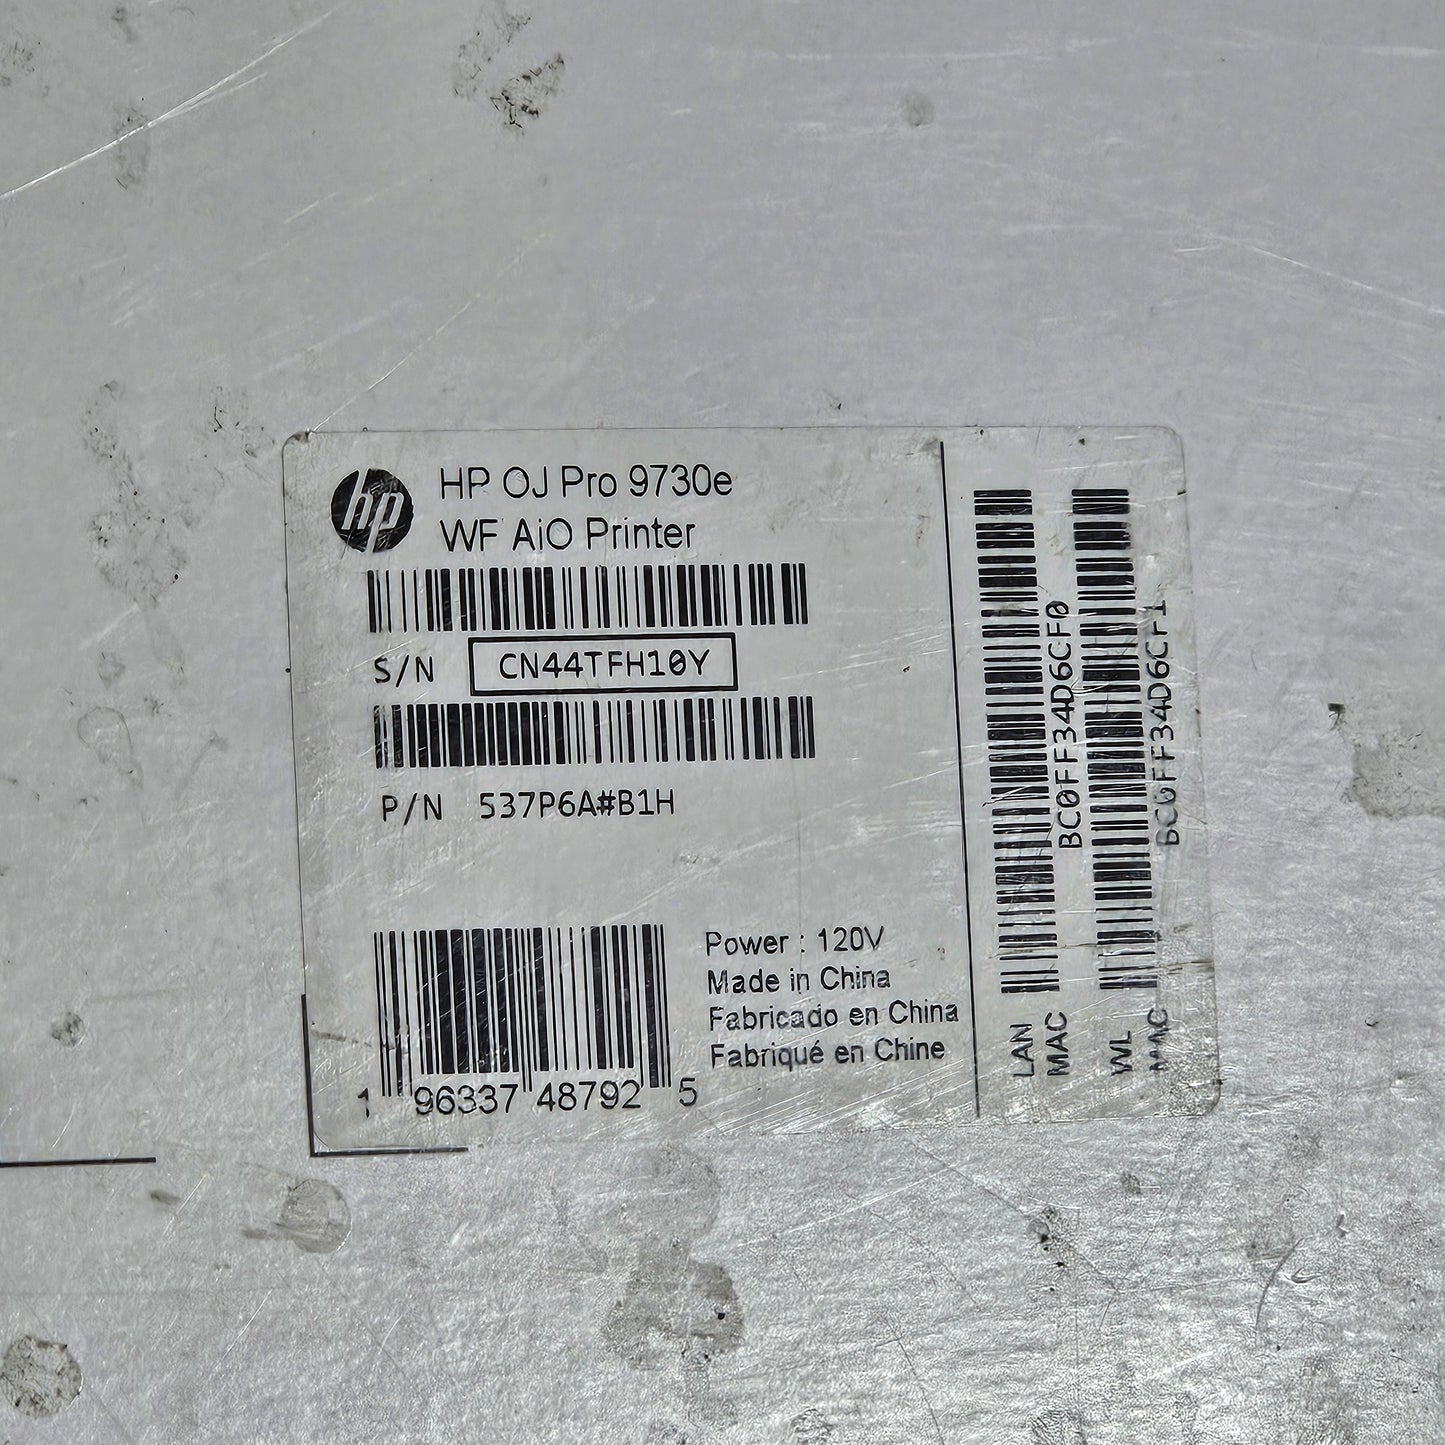 hp
HP OJ Pro 9730e
WF AiO Printer
S/N CN44TFH10Y
P/N 537P6A#B1H
1 96337 48792 5
Power : 120V
Made in China
Fabricado en China
Fabriqué en Chine
LAN
MAC
BC0FF34D6CF0
WL
MAC
BC0FF34D6CF1